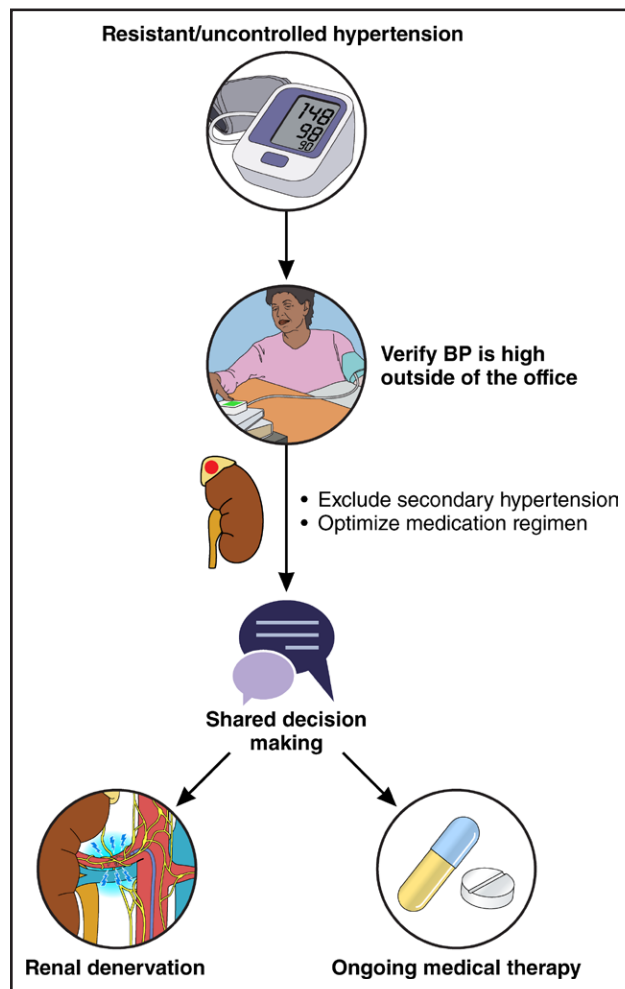 Resistant/uncontrolled hypertension
148
98
90
Verify BP is high
outside of the office
• Exclude secondary hypertension
• Optimize medication regimen
Shared decision
making
Renal denervation
Ongoing medical therapy